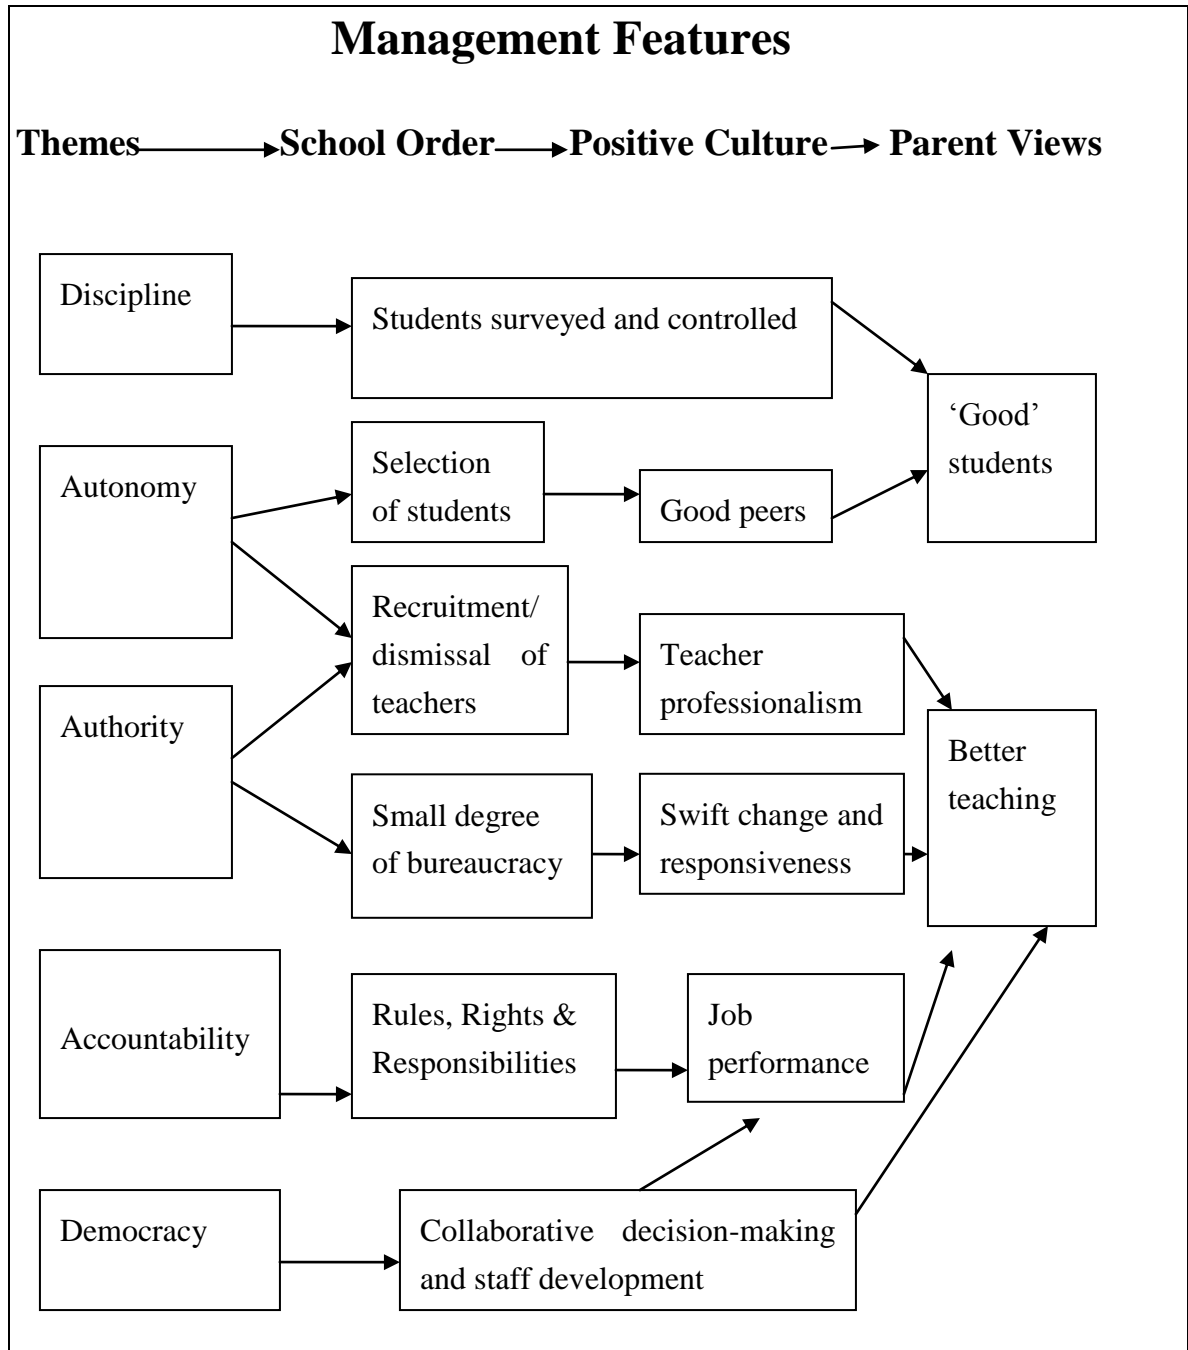 Management Features
Themes School Order Positive Culture Parent Views
Discipline
Students surveyed and controlled
‘Good’
students
Autonomy
Selection
of students
Good peers
Recruitment/
dismissal of
teachers
Teacher
professionalism
Authority
Better
teaching
Small degree
of bureaucracy
Swift change and
responsiveness
Accountability
Rules, Rights &
Responsibilities
Job
performance
Democracy
Collaborative decision-making
and staff development